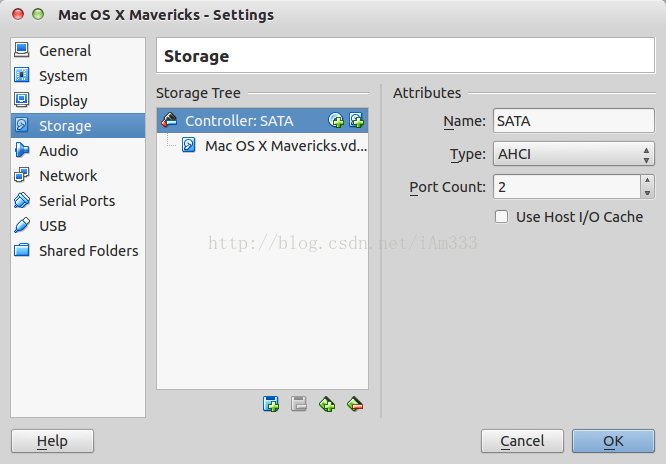 Mac OS X Mavericks - Settings
General
System
Display
Storage
Audio
Network
Serial Ports
USB
Shared Folders
Storage
Storage Tree
Controller: SATA
Mac OS X Mavericks.vd...
Attributes
Name: SATA
Type: AHCI
Port Count: 2
Use Host I/O Cache
http://blog.csdn.net/iAm333
Help
Cancel
OK